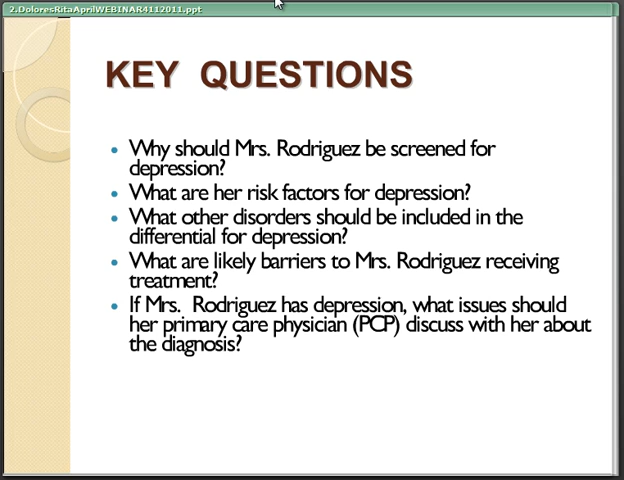 2.DoloresRitaAprilWEBINAR4112011.ppt
KEY QUESTIONS
• Why should Mrs. Rodriguez be screened for
depression?
• What are her risk factors for depression?
• What other disorders should be included in the
differential for depression?
• What are likely barriers to Mrs. Rodriguez receiving
treatment?
• If Mrs. Rodriguez has depression, what issues should
her primary care physician (PCP) discuss with her about
the diagnosis?